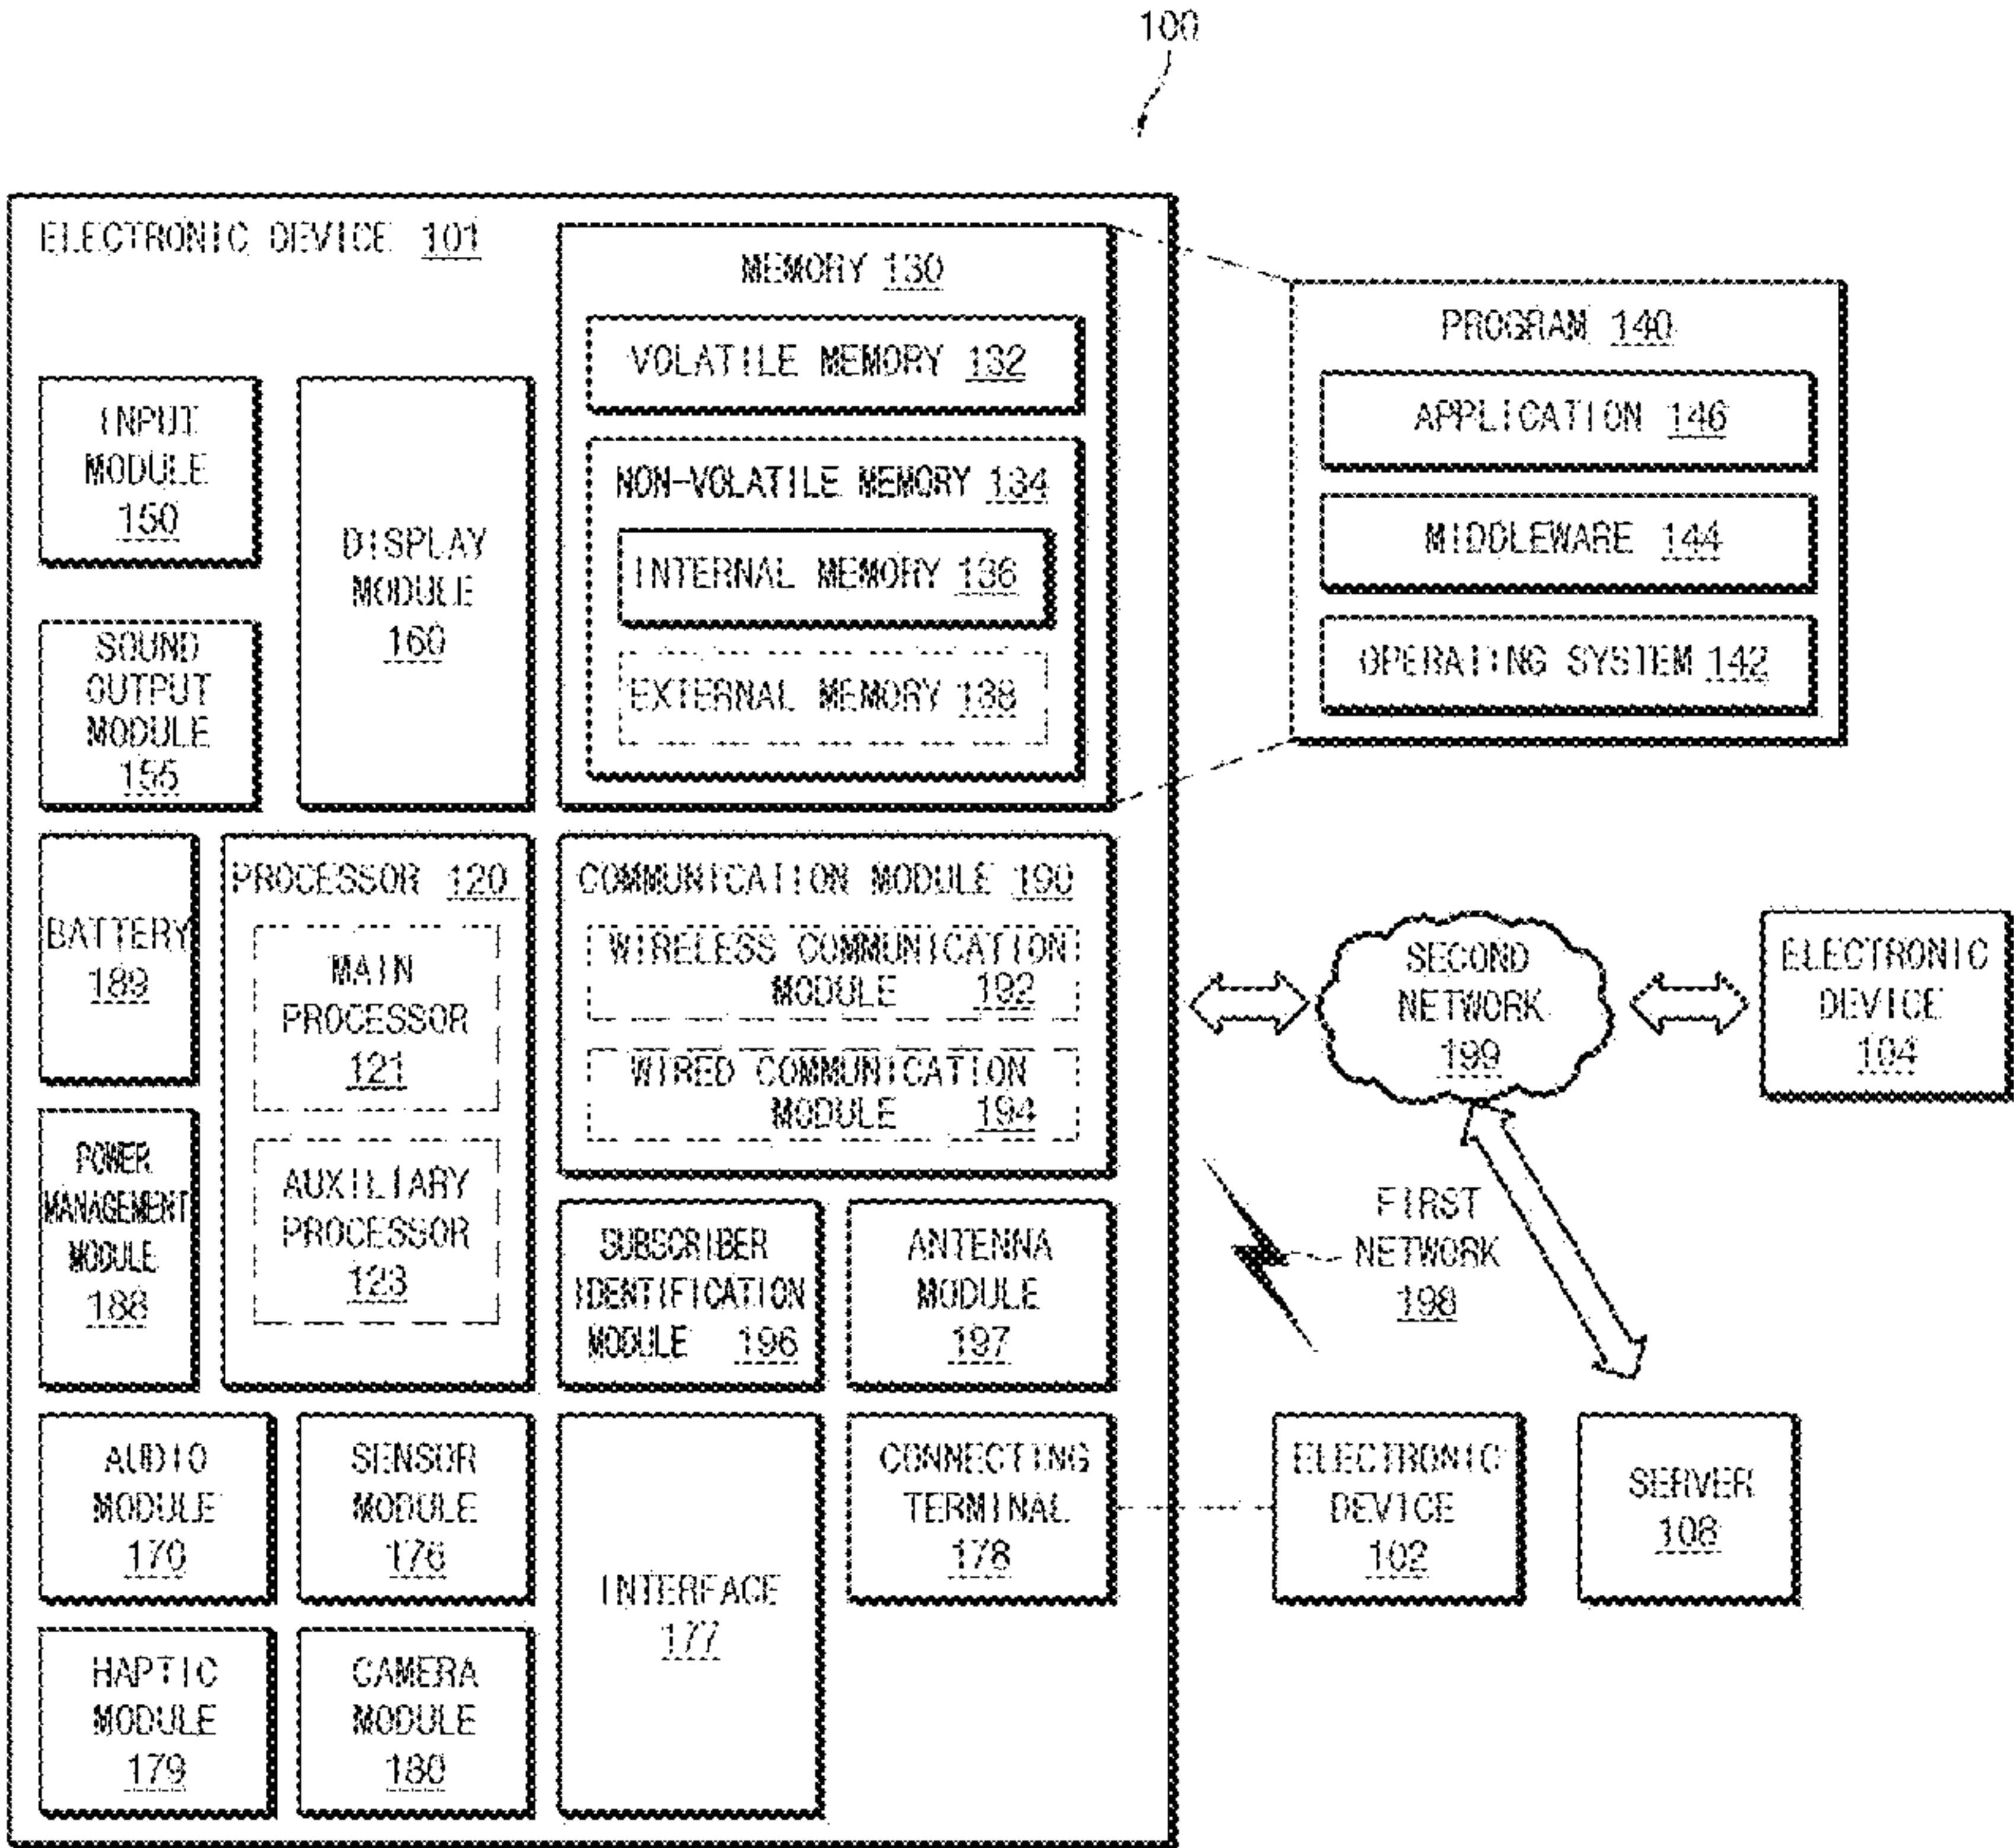 100
ELECTRONIC DEVICE 101
MEMORY 130
VOLATILE MEMORY 132
NON-VOLATILE MEMORY 134
INTERNAL MEMORY 136
EXTERNAL MEMORY 138
PROGRAM 140
APPLICATION 146
MIDDLEWARE 144
OPERATING SYSTEM 142
INPUT
MODULE
150
SOUND
OUTPUT
MODULE
155
DISPLAY
MODULE
160
BATTERY
189
POWER
MANAGEMENT
MODULE
188
PROCESSOR 120
MAIN
PROCESSOR
121
AUXILIARY
PROCESSOR
123
COMMUNICATION MODULE 190
WIRELESS COMMUNICATION
MODULE 192
WIRED COMMUNICATION
MODULE 194
SUBSCRIBER
IDENTIFICATION
MODULE 196
ANTENNA
MODULE
197
SECOND
NETWORK
199
ELECTRONIC
DEVICE
104
FIRST
NETWORK
198
AUDIO
MODULE
170
SENSOR
MODULE
176
INTERFACE
177
CONNECTING
TERMINAL
178
ELECTRONIC
DEVICE
102
SERVER
108
HAPTIC
MODULE
179
CAMERA
MODULE
180